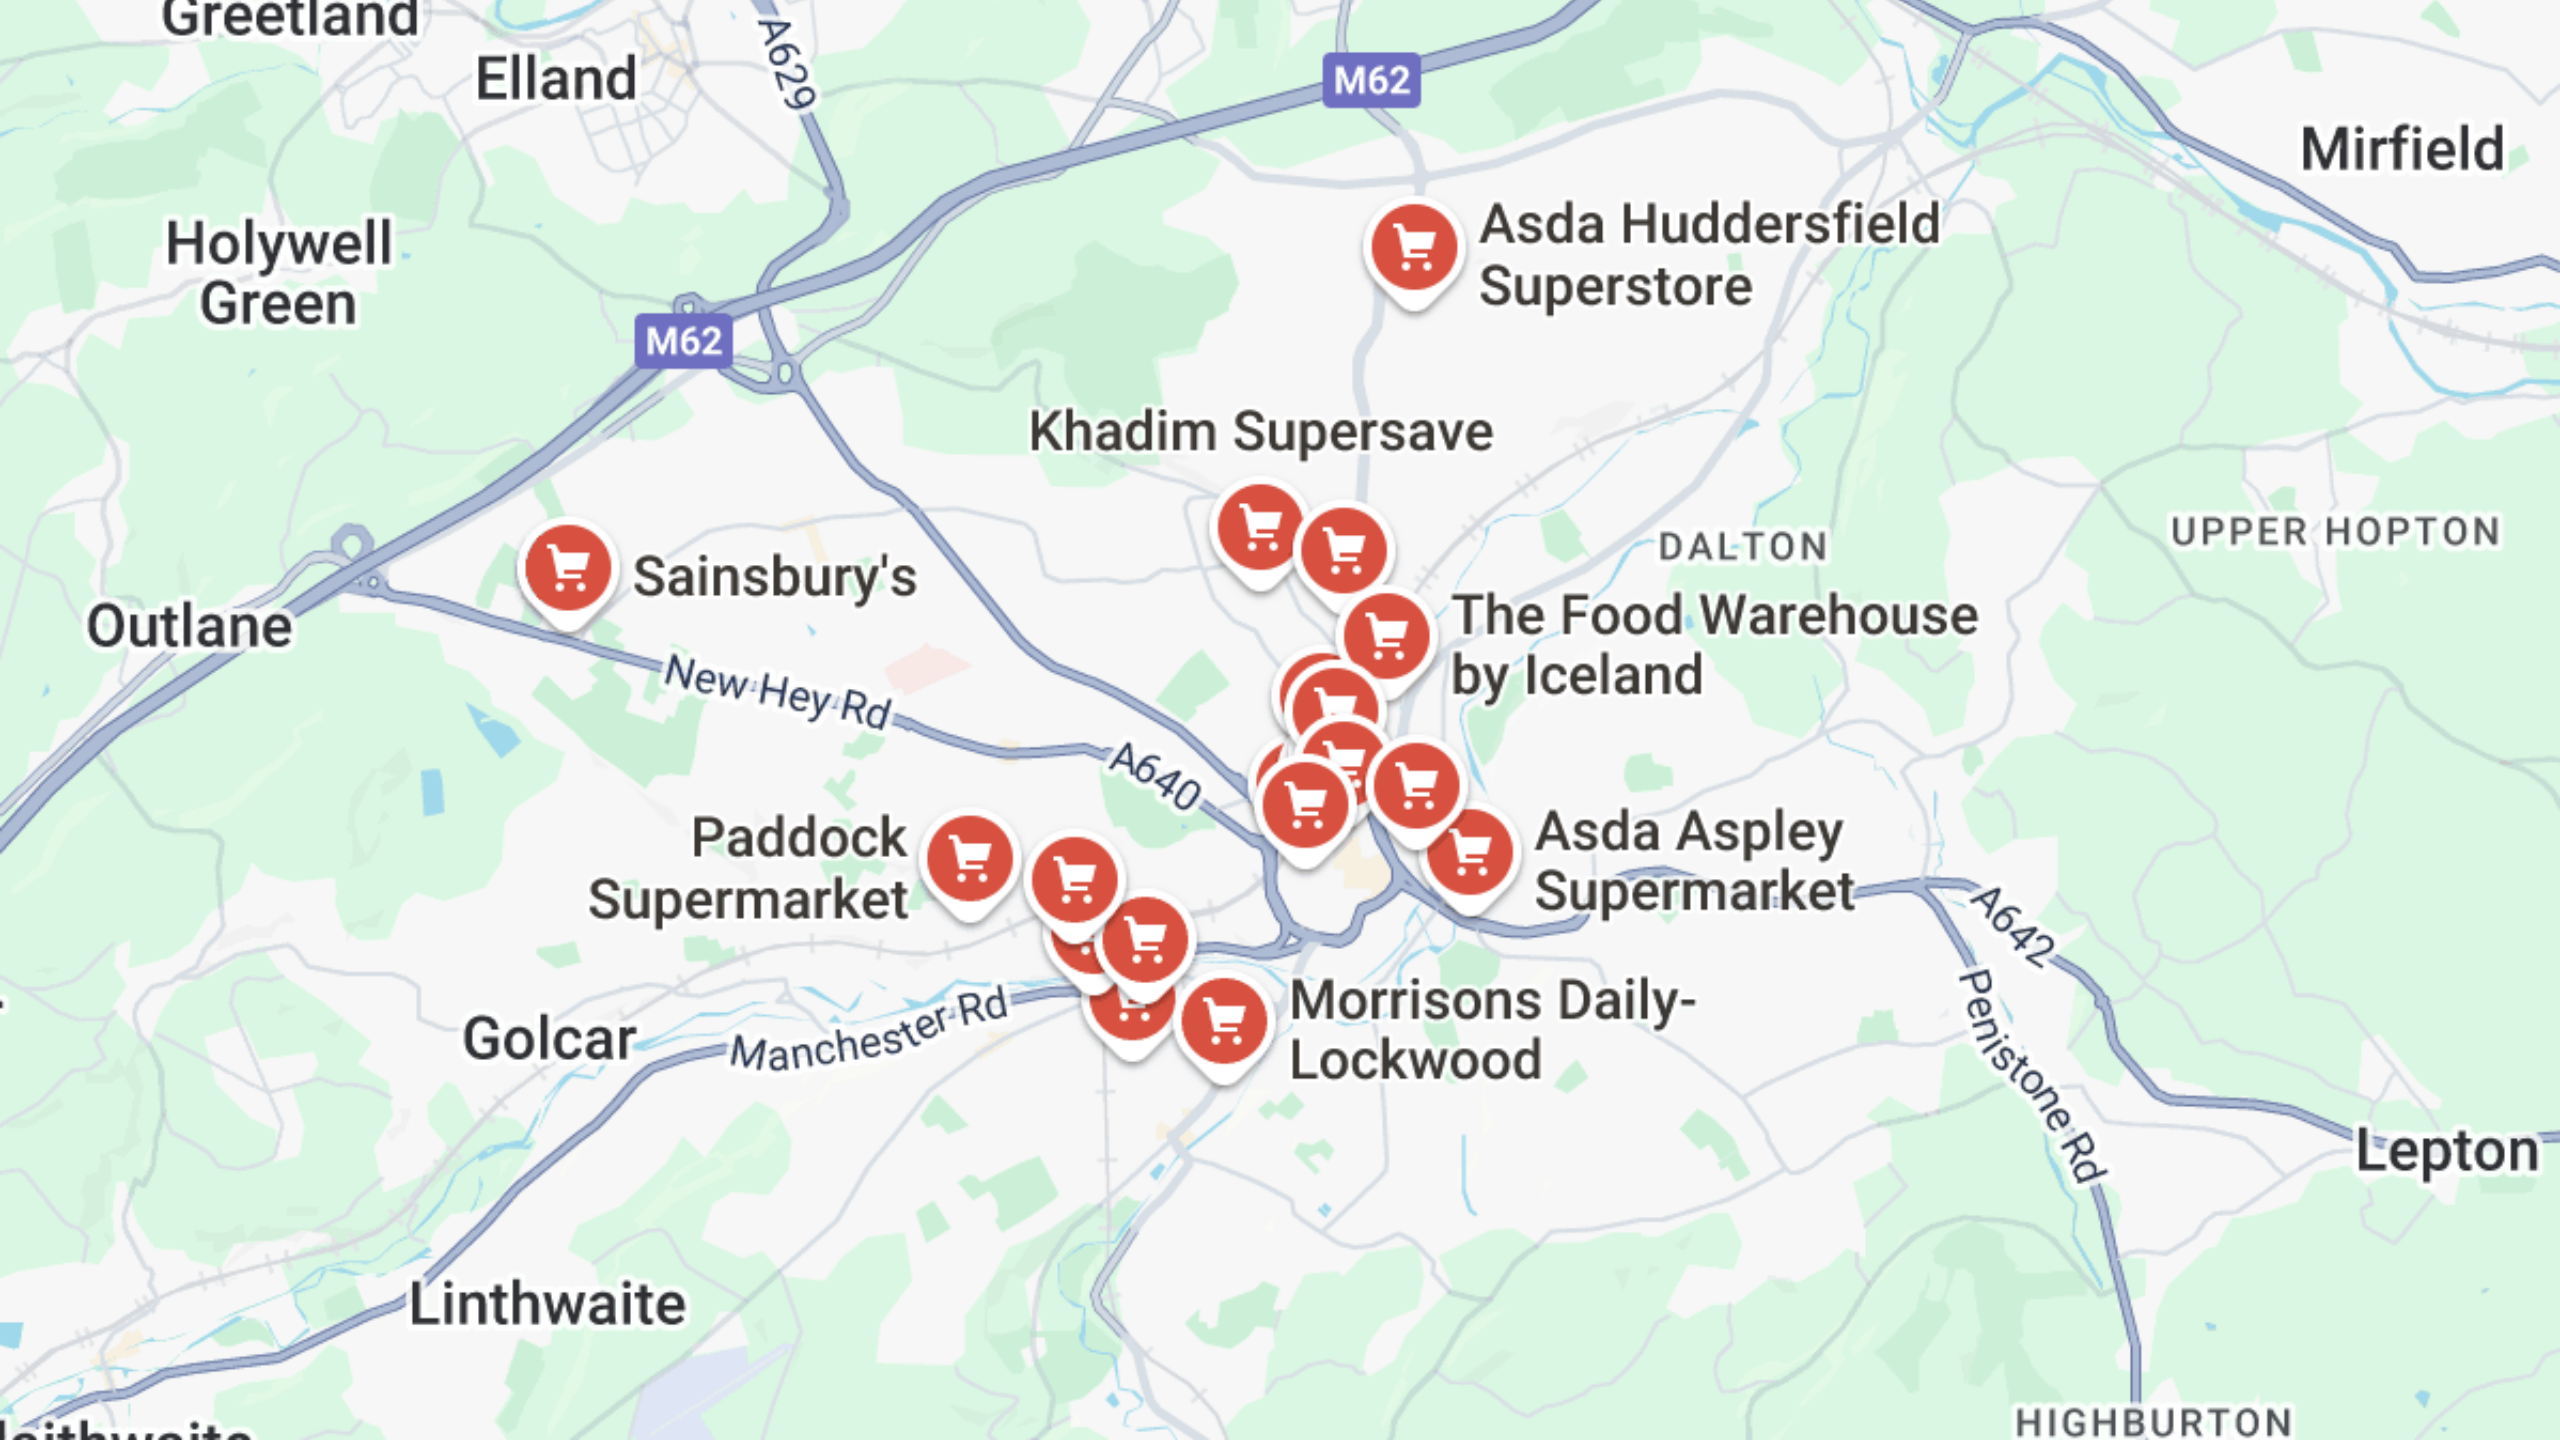 Greetland
Elland
A629
M62
Mirfield
Holywell
Green
Asda Huddersfield
Superstore
M62
Khadim Supersave
Sainsbury's
DALTON
UPPER HOPTON
Outlane
The Food Warehouse
by Iceland
New Hey Rd
A640
Paddock
Supermarket
Asda Aspley
Supermarket
A642
Morrisons Daily-
Lockwood
Penistone Rd
Golcar
Manchester Rd
Lepton
Linthwaite
HIGHBURTON